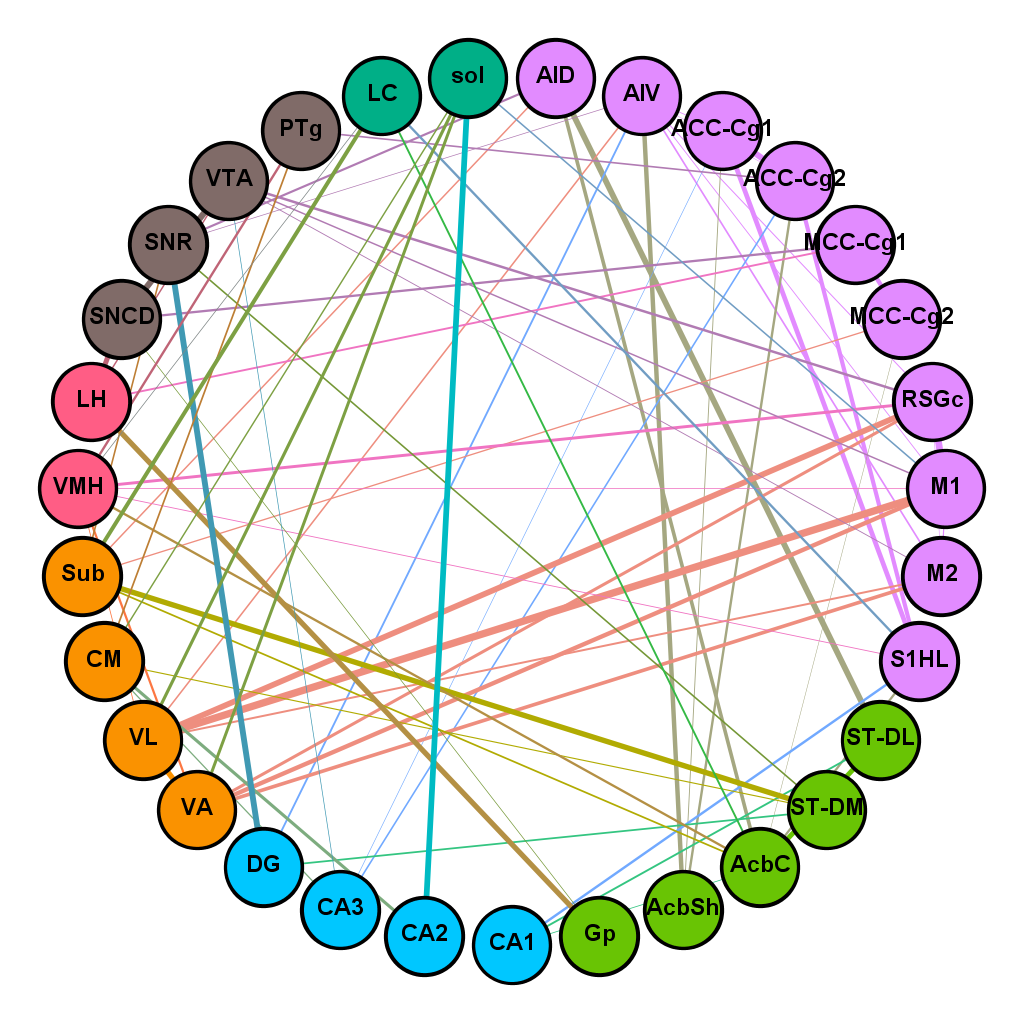 sol
AID
AIV
ACC-Cg1
ACC-Cg2
MCC-Cg1
MCC-Cg2
RSGc
M1
M2
S1HL
ST-DL
ST-DM
AcbC
AcbSh
Gp
CA1
CA2
CA3
DG
VA
VL
CM
Sub
VMH
LH
SNCD
SNR
VTA
PTg
LC